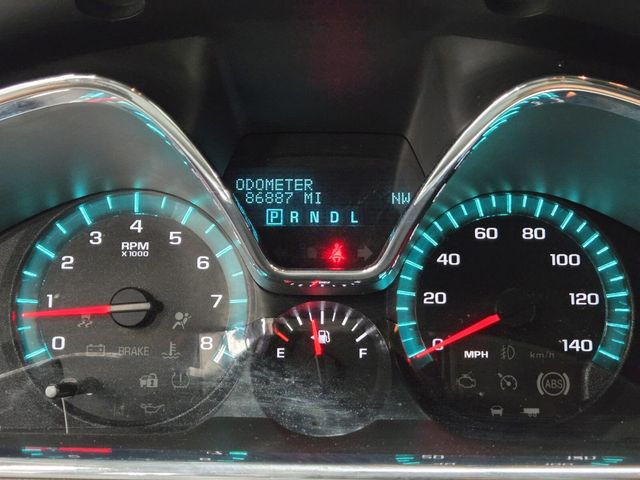 ODOMETER
86887 MI NW
P R N D L
0 1 2 3 4 5 6 7 8
RPM
X1000
BRAKE
E F
0 20 40 60 80 100 120 140
MPH km/h
ABS